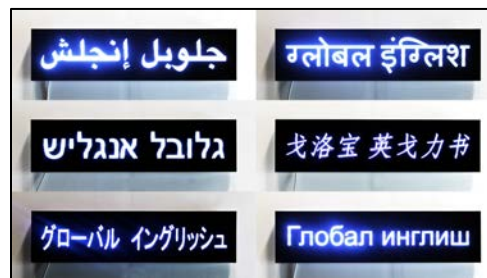 جلوبل إنجلش
ग्लोबल इंग्लिश
גלובל אנגליש
戈洛宝 英戈力书
グローバル イングリッシュ
Глобал инглиш